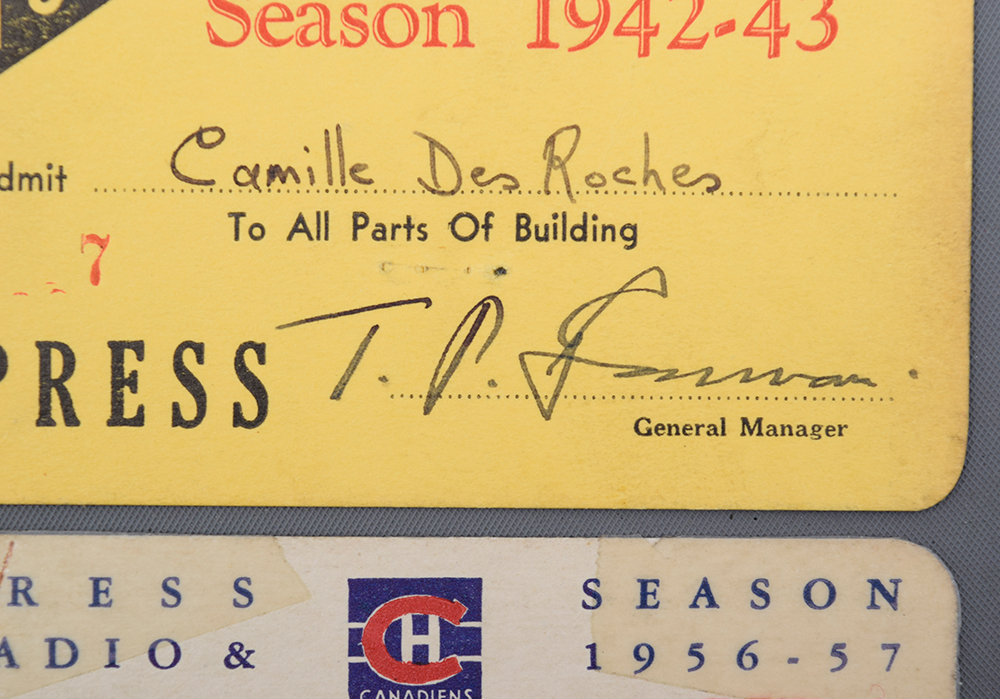 Season 1942-43
dmit Camille Des Roches
To All Parts Of Building
7
PRESS
T. P. Gorman.
General Manager
RESS
SEASON
ADIO &
1956-57
CH
CANADIENS